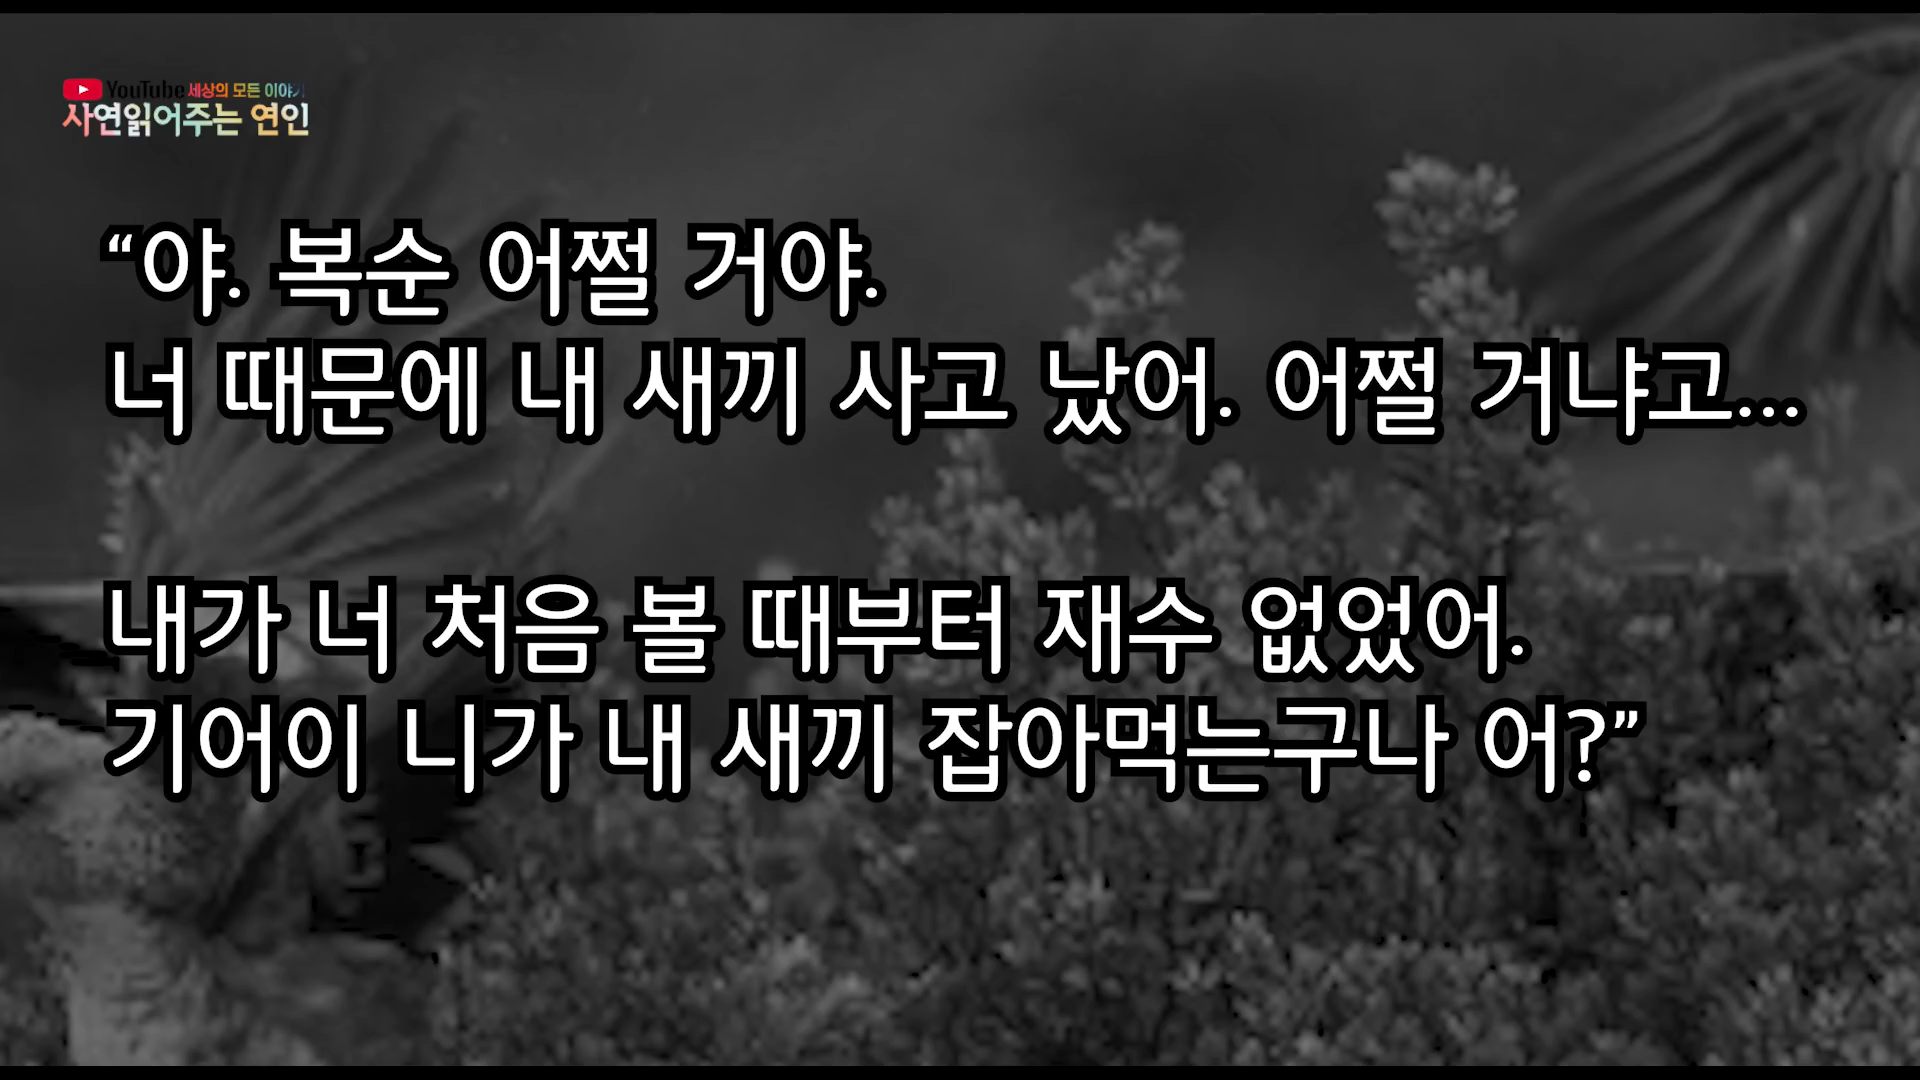 YouTube 세상의 모든 이야기
사연읽어주는 연인
“야. 복순 어쩔 거야.
너 때문에 내 새끼 사고 났어. 어쩔 거냐고...
내가 너 처음 볼 때부터 재수 없었어.
기어이 니가 내 새끼 잡아먹는구나 어?”